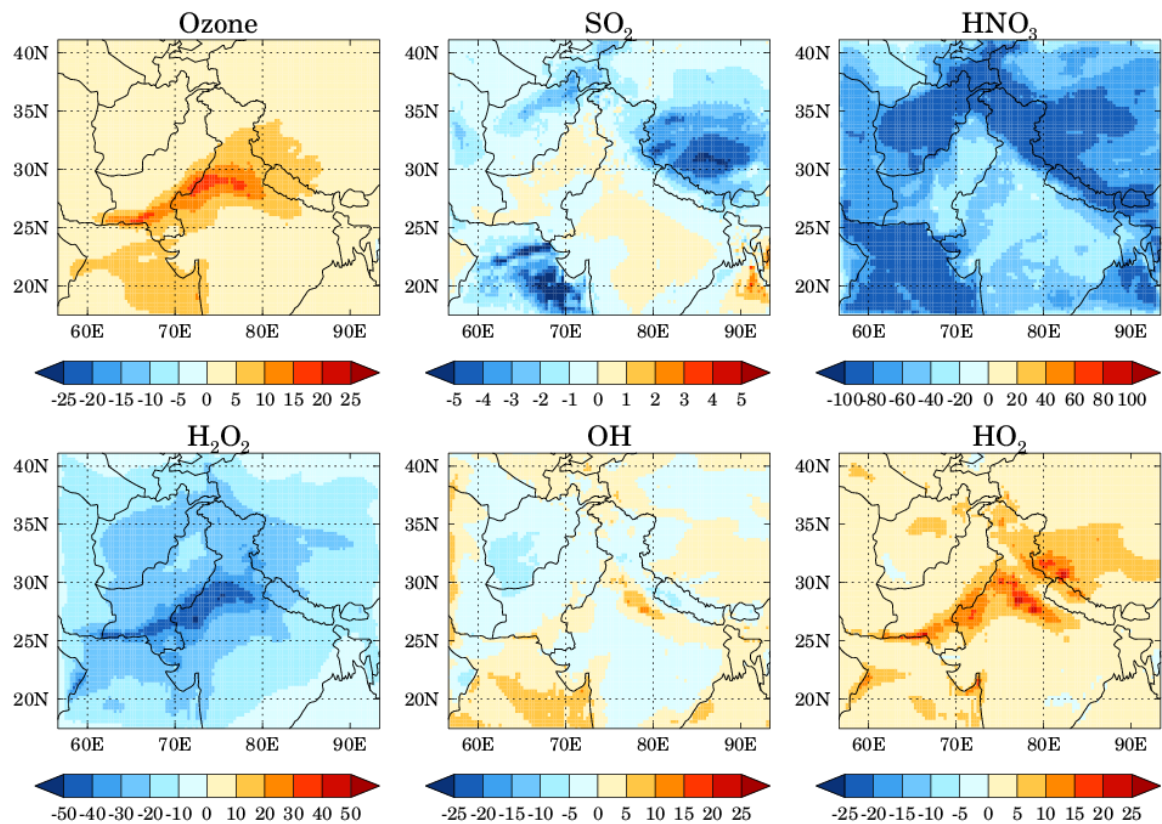 Ozone SO₂ HNO₃
40N 40N 40N
35N 35N 35N
30N 30N 30N
25N 25N 25N
20N 20N 20N
60E 70E 80E 90E 60E 70E 80E 90E 60E 70E 80E 90E
-25 -20 -15 -10 -5 0 5 10 15 20 25 -5 -4 -3 -2 -1 0 1 2 3 4 5 -100 -80 -60 -40 -20 0 20 40 60 80 100
H₂O₂ OH HO₂
40N 40N 40N
35N 35N 35N
30N 30N 30N
25N 25N 25N
20N 20N 20N
60E 70E 80E 90E 60E 70E 80E 90E 60E 70E 80E 90E
-50 -40 -30 -20 -10 0 10 20 30 40 50 -25 -20 -15 -10 -5 0 5 10 15 20 25 -25 -20 -15 -10 -5 0 5 10 15 20 25